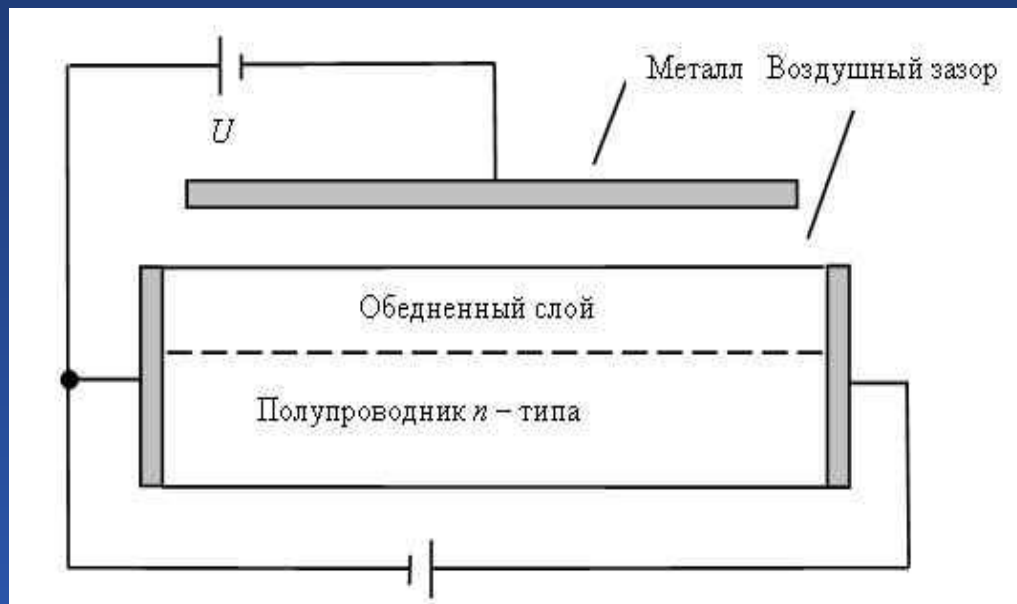 Металл Воздушный зазор
U
Обедненный слой
Полупроводник n – типа